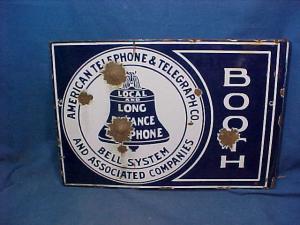 AMERICAN TELEPHONE & TELEGRAPH CO.
AND ASSOCIATED COMPANIES
BELL SYSTEM
LOCAL
AND
LONG
DISTANCE
TELEPHONE
BOOTH